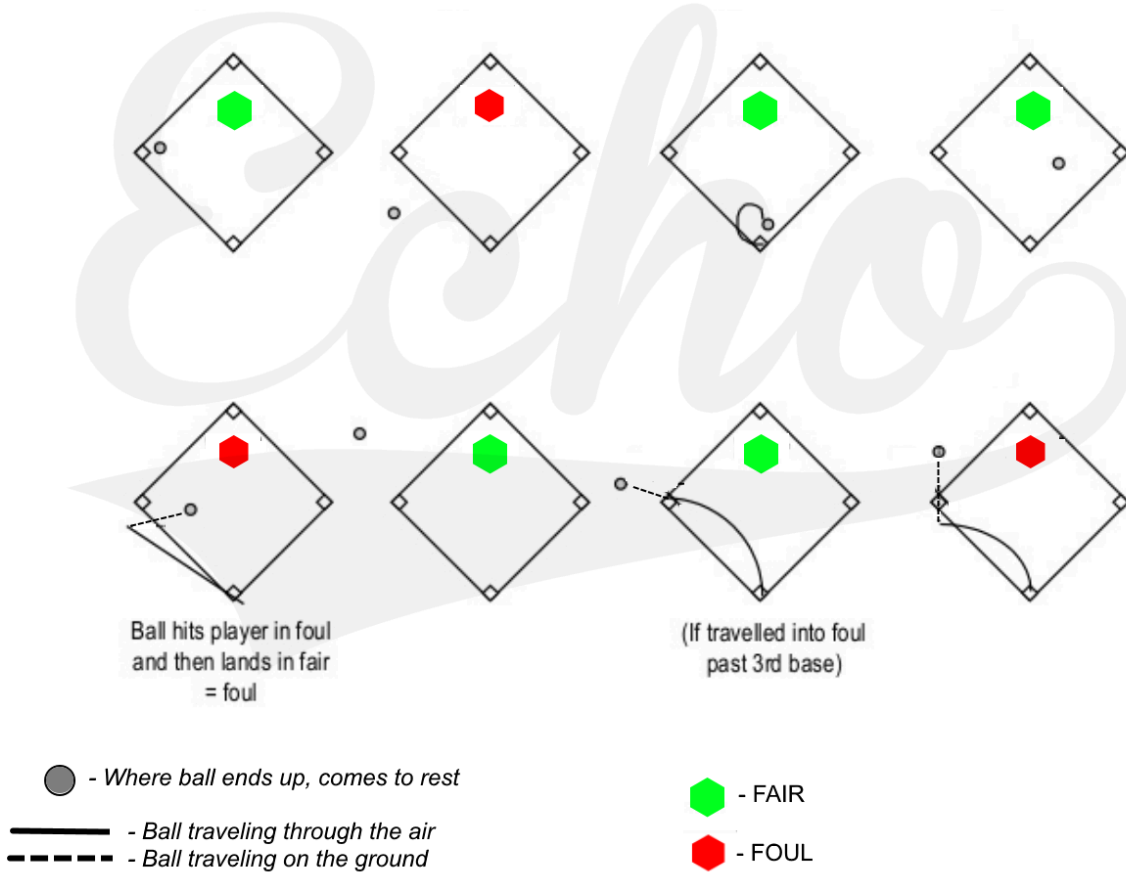 Echo
Ball hits player in foul
and then lands in fair
= foul
(If travelled into foul
past 3rd base)
- Where ball ends up, comes to rest
- Ball traveling through the air
- Ball traveling on the ground
- FAIR
- FOUL